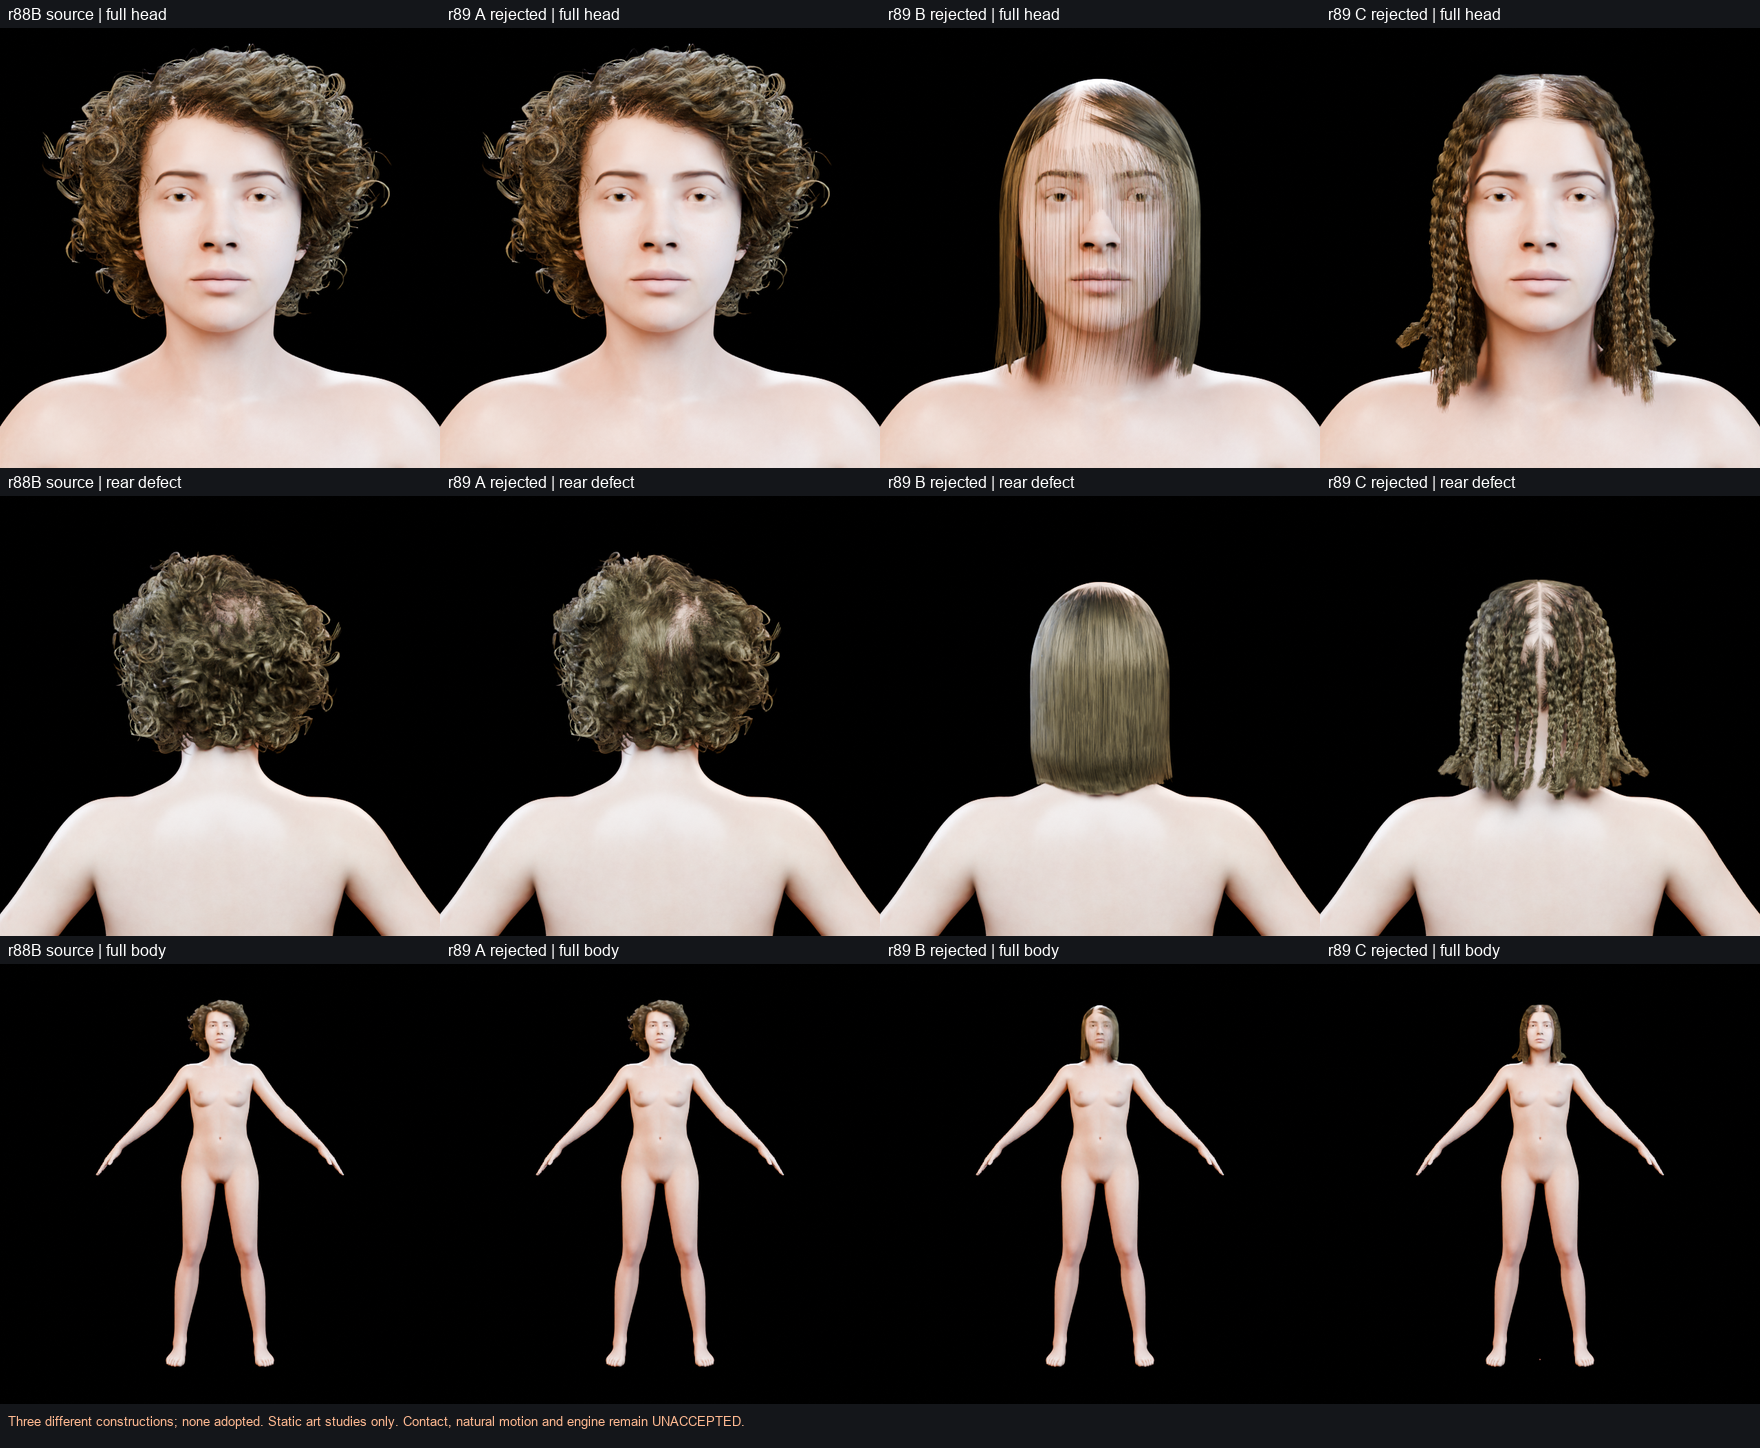 r88B source | full head
r89 A rejected | full head
r89 B rejected | full head
r89 C rejected | full head
r88B source | rear defect
r89 A rejected | rear defect
r89 B rejected | rear defect
r89 C rejected | rear defect
r88B source | full body
r89 A rejected | full body
r89 B rejected | full body
r89 C rejected | full body
Three different constructions; none adopted. Static art studies only. Contact, natural motion and engine remain UNACCEPTED.